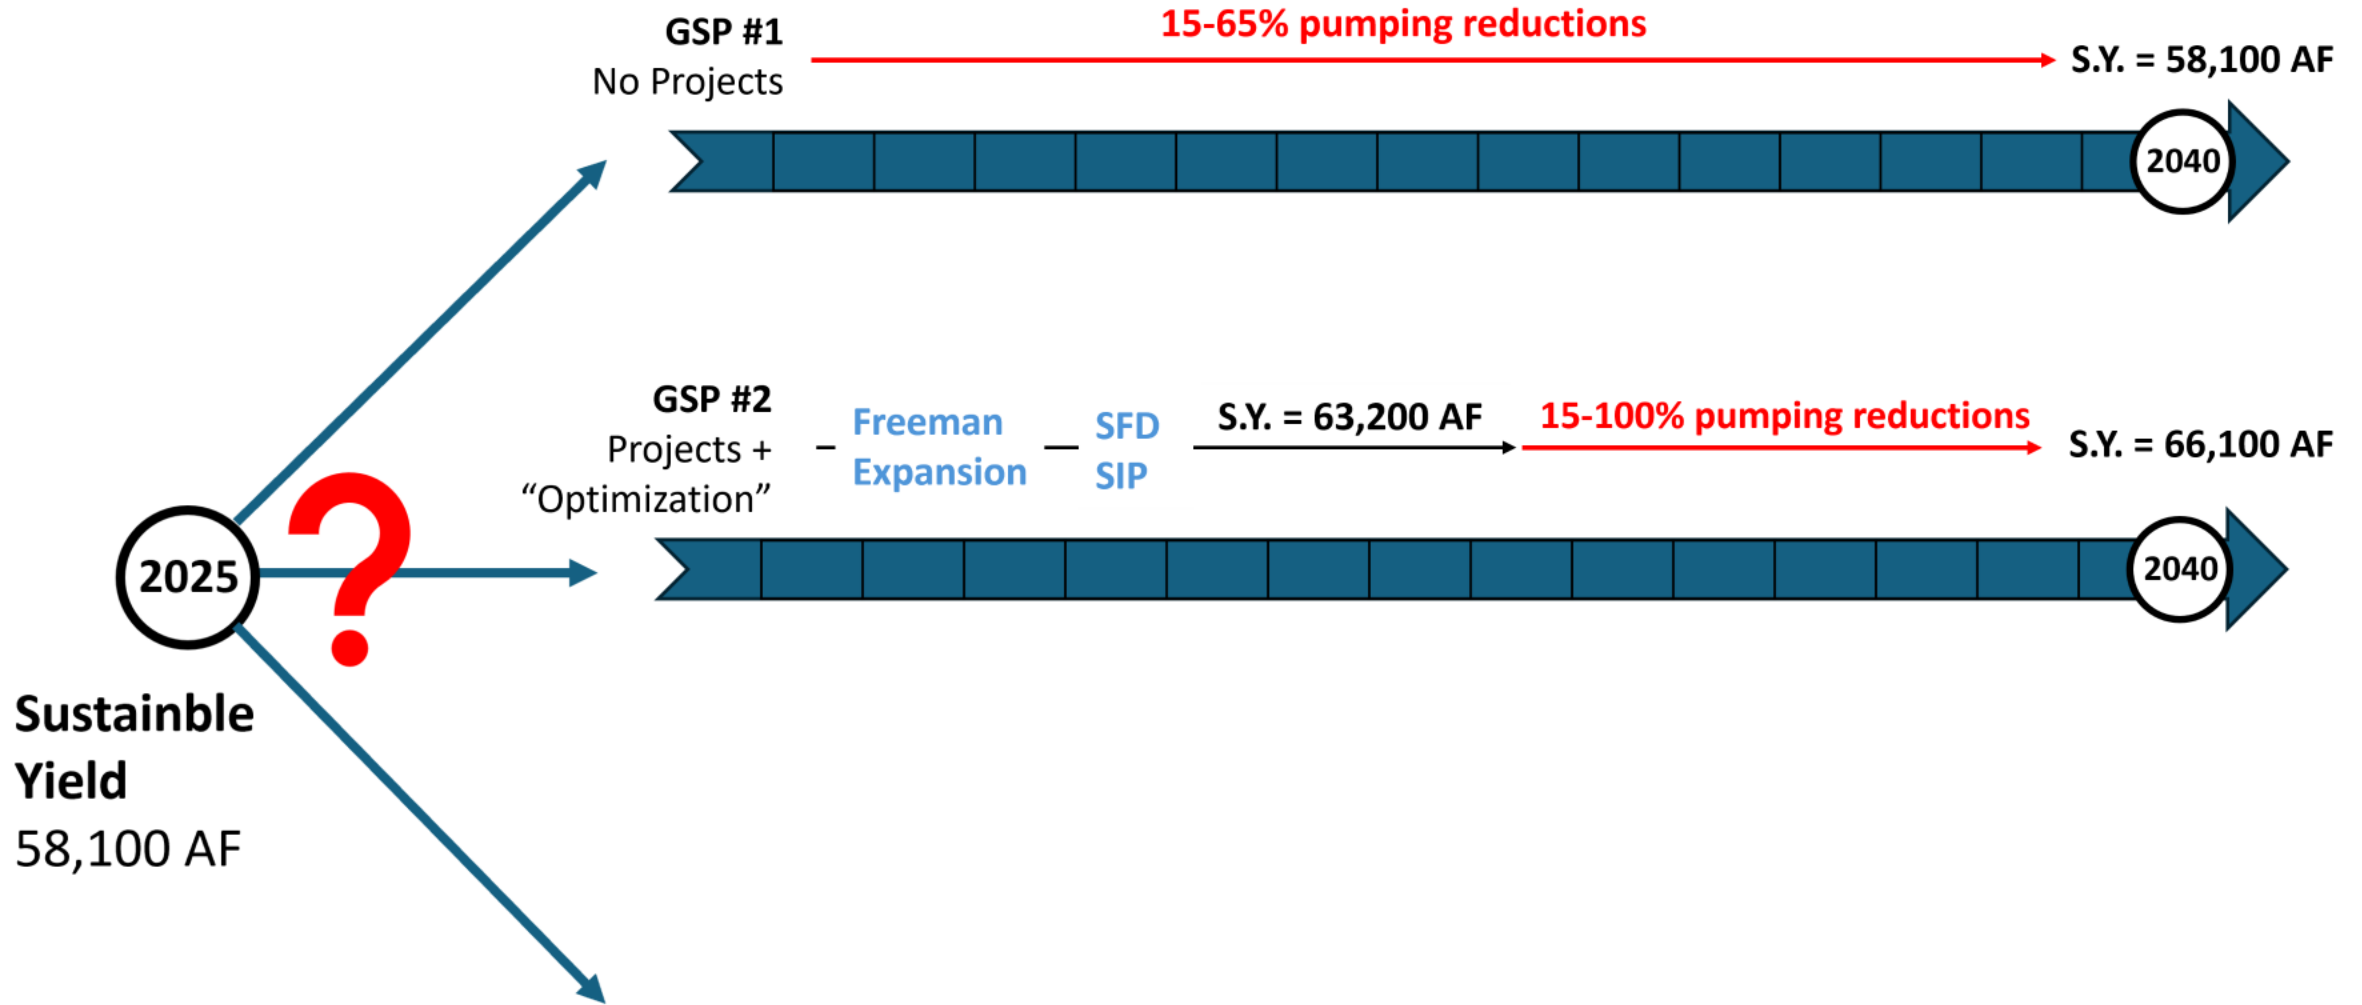 GSP #1
No Projects
15-65% pumping reductions
S.Y. = 58,100 AF
2040
GSP #2
Projects +
“Optimization”
–
Freeman
Expansion
—
SFD
SIP
S.Y. = 63,200 AF
15-100% pumping reductions
S.Y. = 66,100 AF
2040
?
2025
Sustainble
Yield
58,100 AF